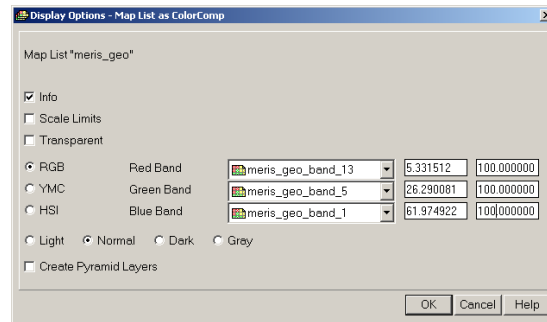 Display Options - Map List as ColorComp
Map List "meris_geo"
Info
Scale Limits
Transparent
RGB Red Band meris_geo_band_13 5.331512 100.000000
YMC Green Band meris_geo_band_5 26.290081 100.000000
HSI Blue Band meris_geo_band_1 61.974922 100.000000
Light Normal Dark Gray
Create Pyramid Layers
OK Cancel Help